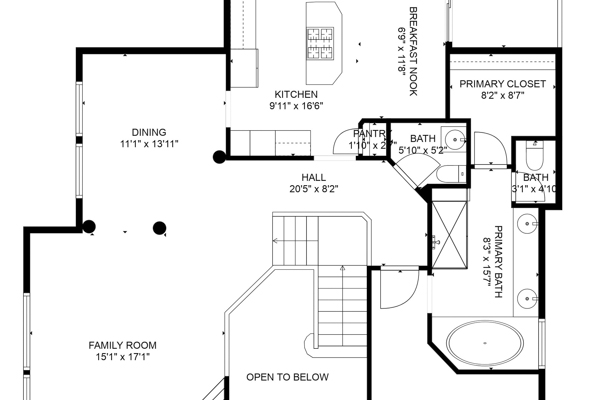 BREAKFAST NOOK
6'9" x 11'8"
KITCHEN
9'11" x 16'6"
PRIMARY CLOSET
8'2" x 8'7"
DINING
11'1" x 13'11"
PANTRY
1'10" x 2'7"
BATH
5'10" x 5'2"
HALL
20'5" x 8'2"
BATH
3'1" x 4'10"
PRIMARY BATH
8'3" x 15'7"
FAMILY ROOM
15'1" x 17'1"
OPEN TO BELOW